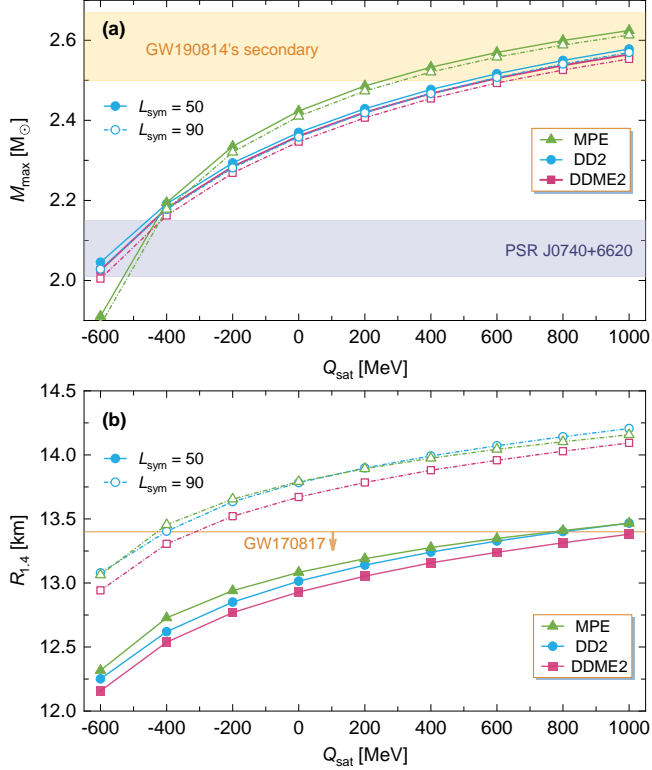 (a)
GW190814's secondary
L_sym = 50
L_sym = 90
MPE
DD2
DDME2
PSR J0740+6620
M_max [M_⊙]
2.6
2.4
2.2
2.0
-600 -400 -200 0 200 400 600 800 1000
Q_sat [MeV]
(b)
L_sym = 50
L_sym = 90
GW170817
MPE
DD2
DDME2
R_1.4 [km]
14.5
14.0
13.5
13.0
12.5
12.0
-600 -400 -200 0 200 400 600 800 1000
Q_sat [MeV]